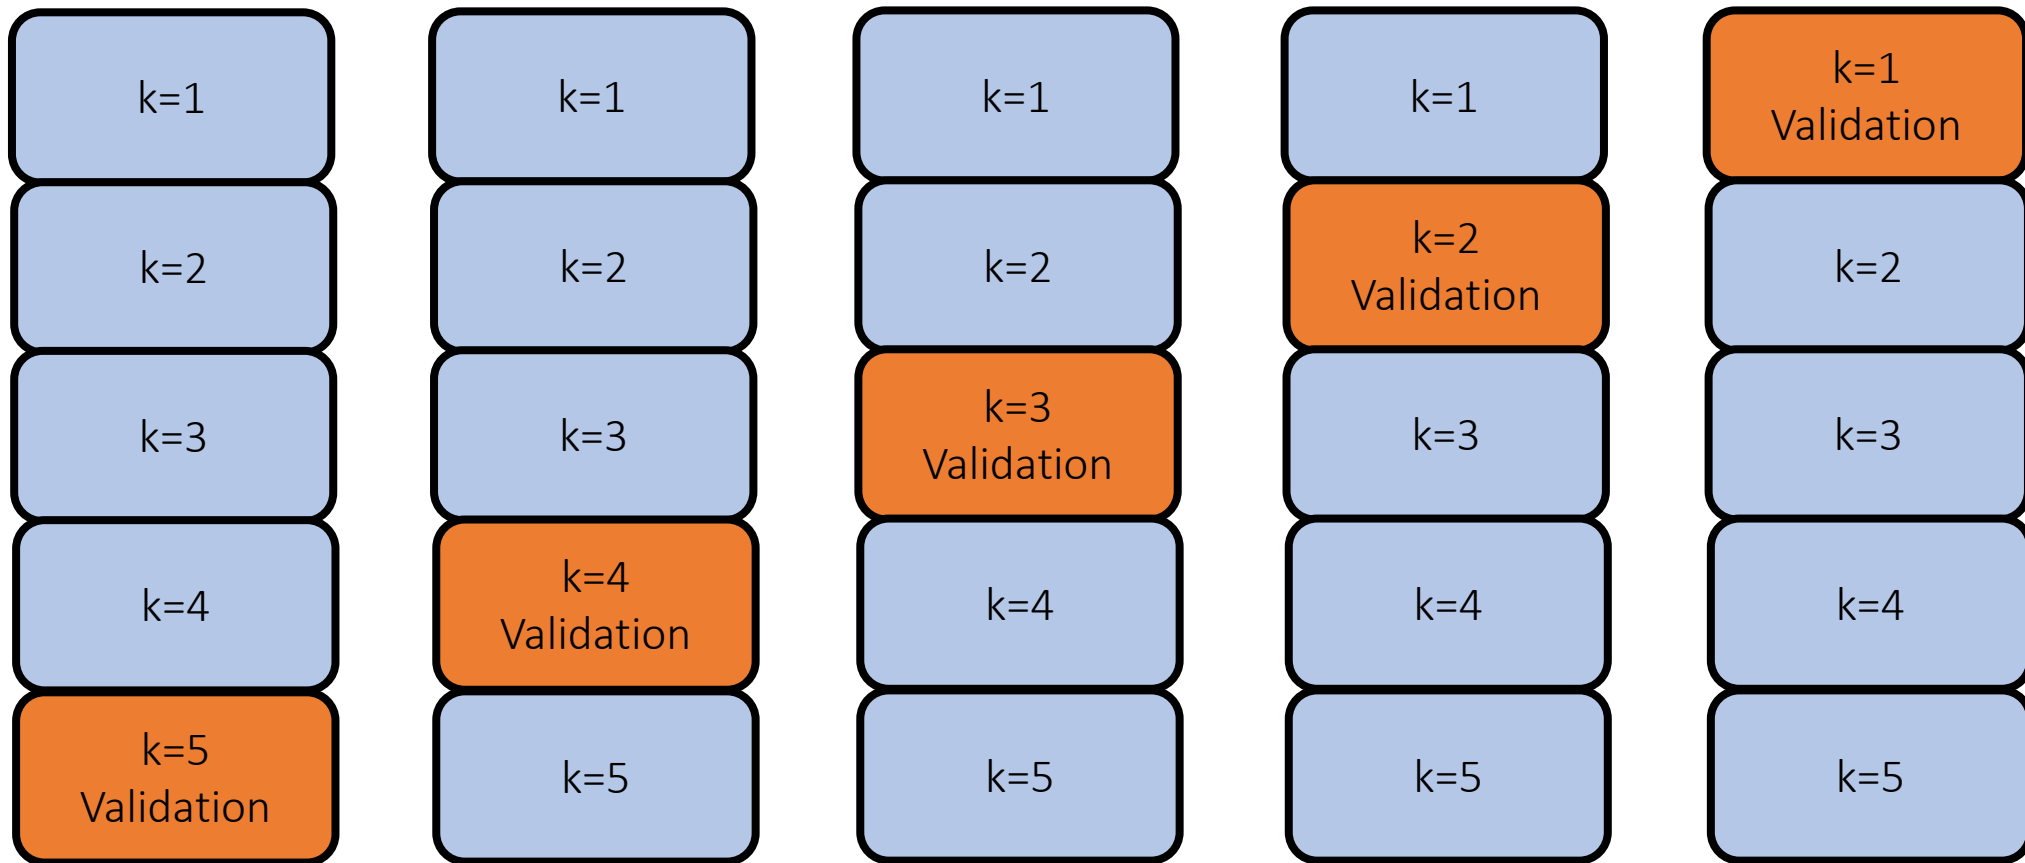 k=1
k=2
k=3
k=4
k=5
Validation
k=1
k=2
k=3
k=4
Validation
k=5
k=1
k=2
k=3
Validation
k=4
k=5
k=1
k=2
Validation
k=3
k=4
k=5
k=1
Validation
k=2
k=3
k=4
k=5